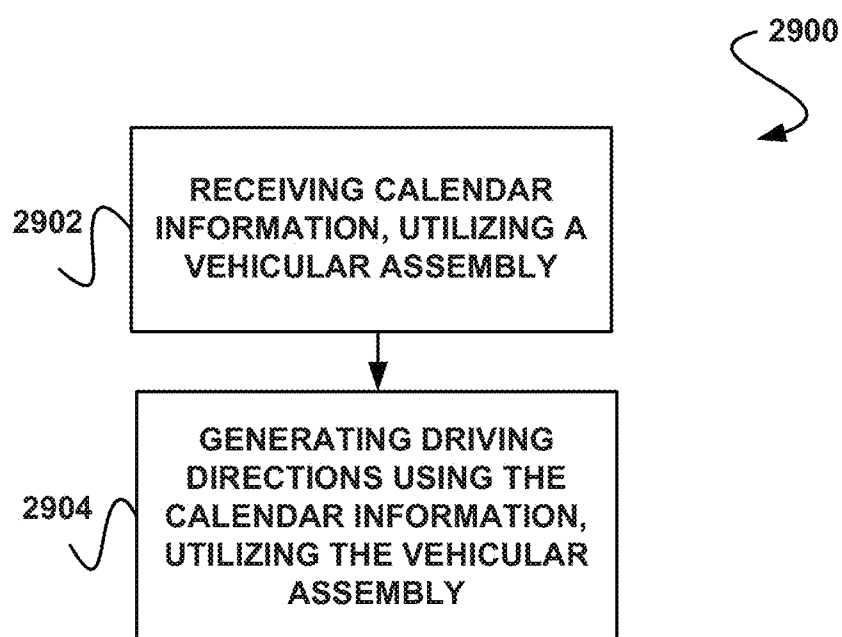 2900
RECEIVING CALENDAR
INFORMATION, UTILIZING A
VEHICULAR ASSEMBLY
2902
GENERATING DRIVING
DIRECTIONS USING THE
CALENDAR INFORMATION,
UTILIZING THE VEHICULAR
ASSEMBLY
2904